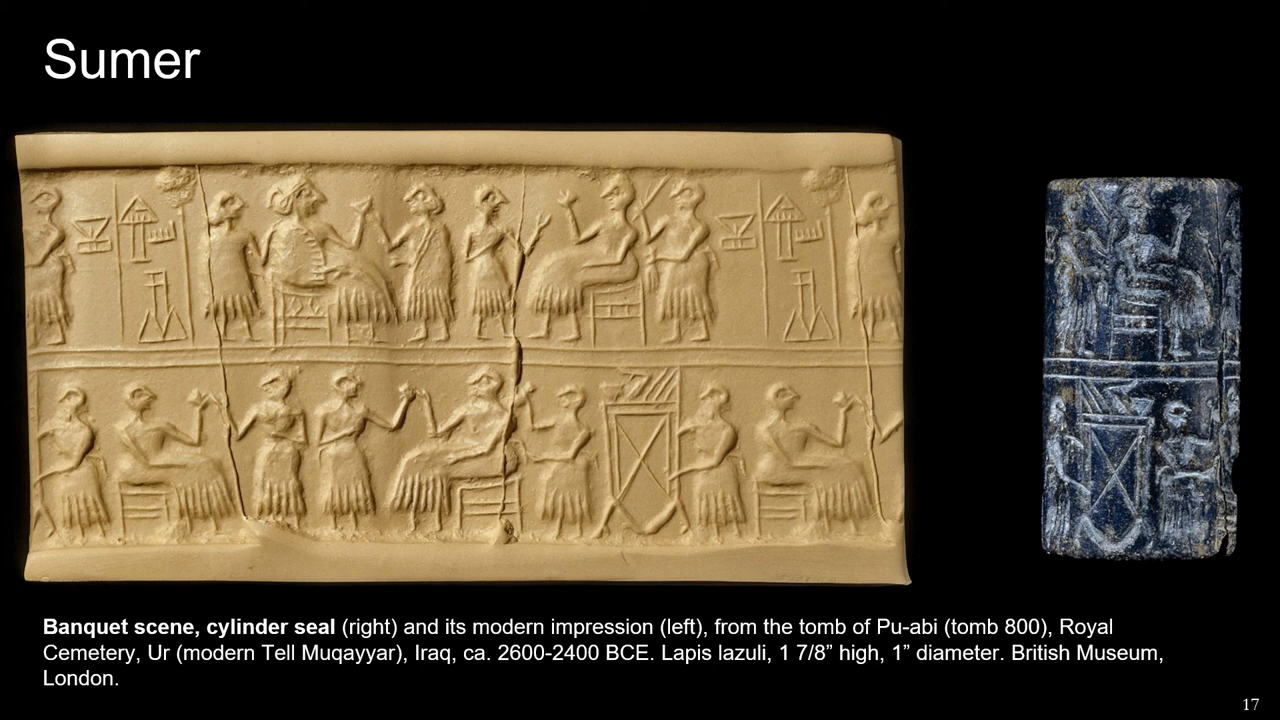 Sumer
Banquet scene, cylinder seal (right) and its modern impression (left), from the tomb of Pu-abi (tomb 800), Royal
Cemetery, Ur (modern Tell Muqayyar), Iraq, ca. 2600-2400 BCE. Lapis lazuli, 1 7/8” high, 1” diameter. British Museum,
London.
17